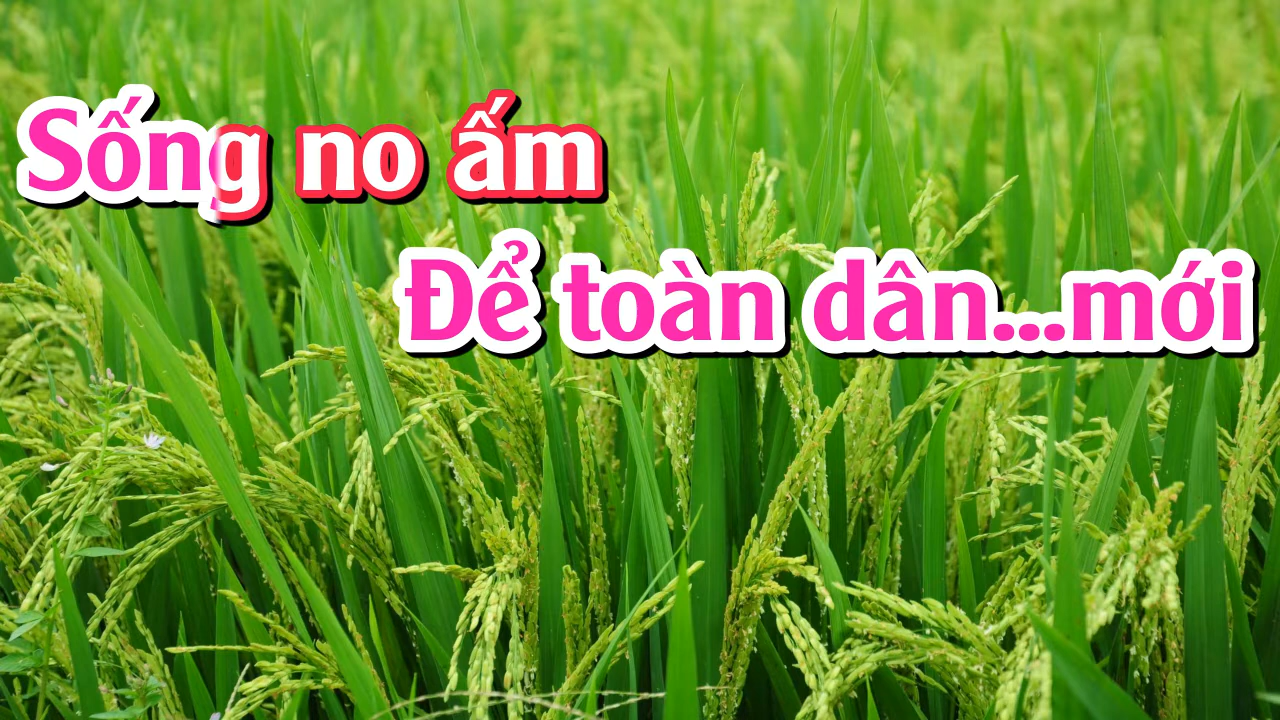 Sống no ấm
Để toàn dân...mới